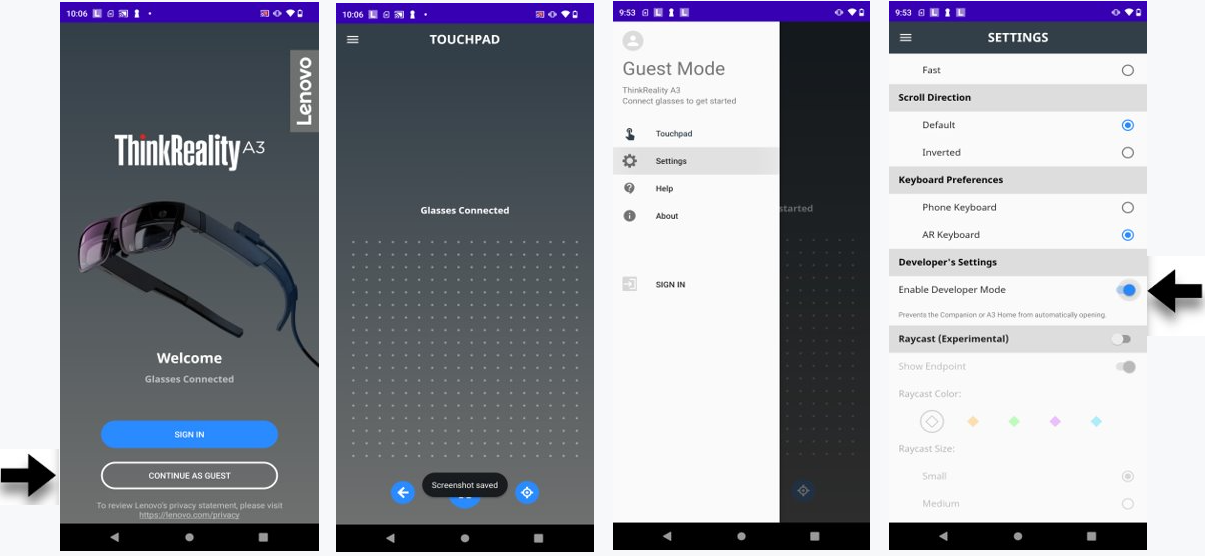 10:06
Lenovo
ThinkReality A3
Welcome
Glasses Connected
SIGN IN
CONTINUE AS GUEST
To review Lenovo's privacy statement, please visit
https://lenovo.com/privacy
10:06
TOUCHPAD
Glasses Connected
Screenshot saved
9:53
Guest Mode
ThinkReality A3
Connect glasses to get started
Touchpad
Settings
Help
About
SIGN IN
started
9:53
SETTINGS
Fast
Scroll Direction
Default
Inverted
Keyboard Preferences
Phone Keyboard
AR Keyboard
Developer's Settings
Enable Developer Mode
Prevents the Companion or A3 Home from automatically opening.
Raycast (Experimental)
Show Endpoint
Raycast Color:
Raycast Size:
Small
Medium